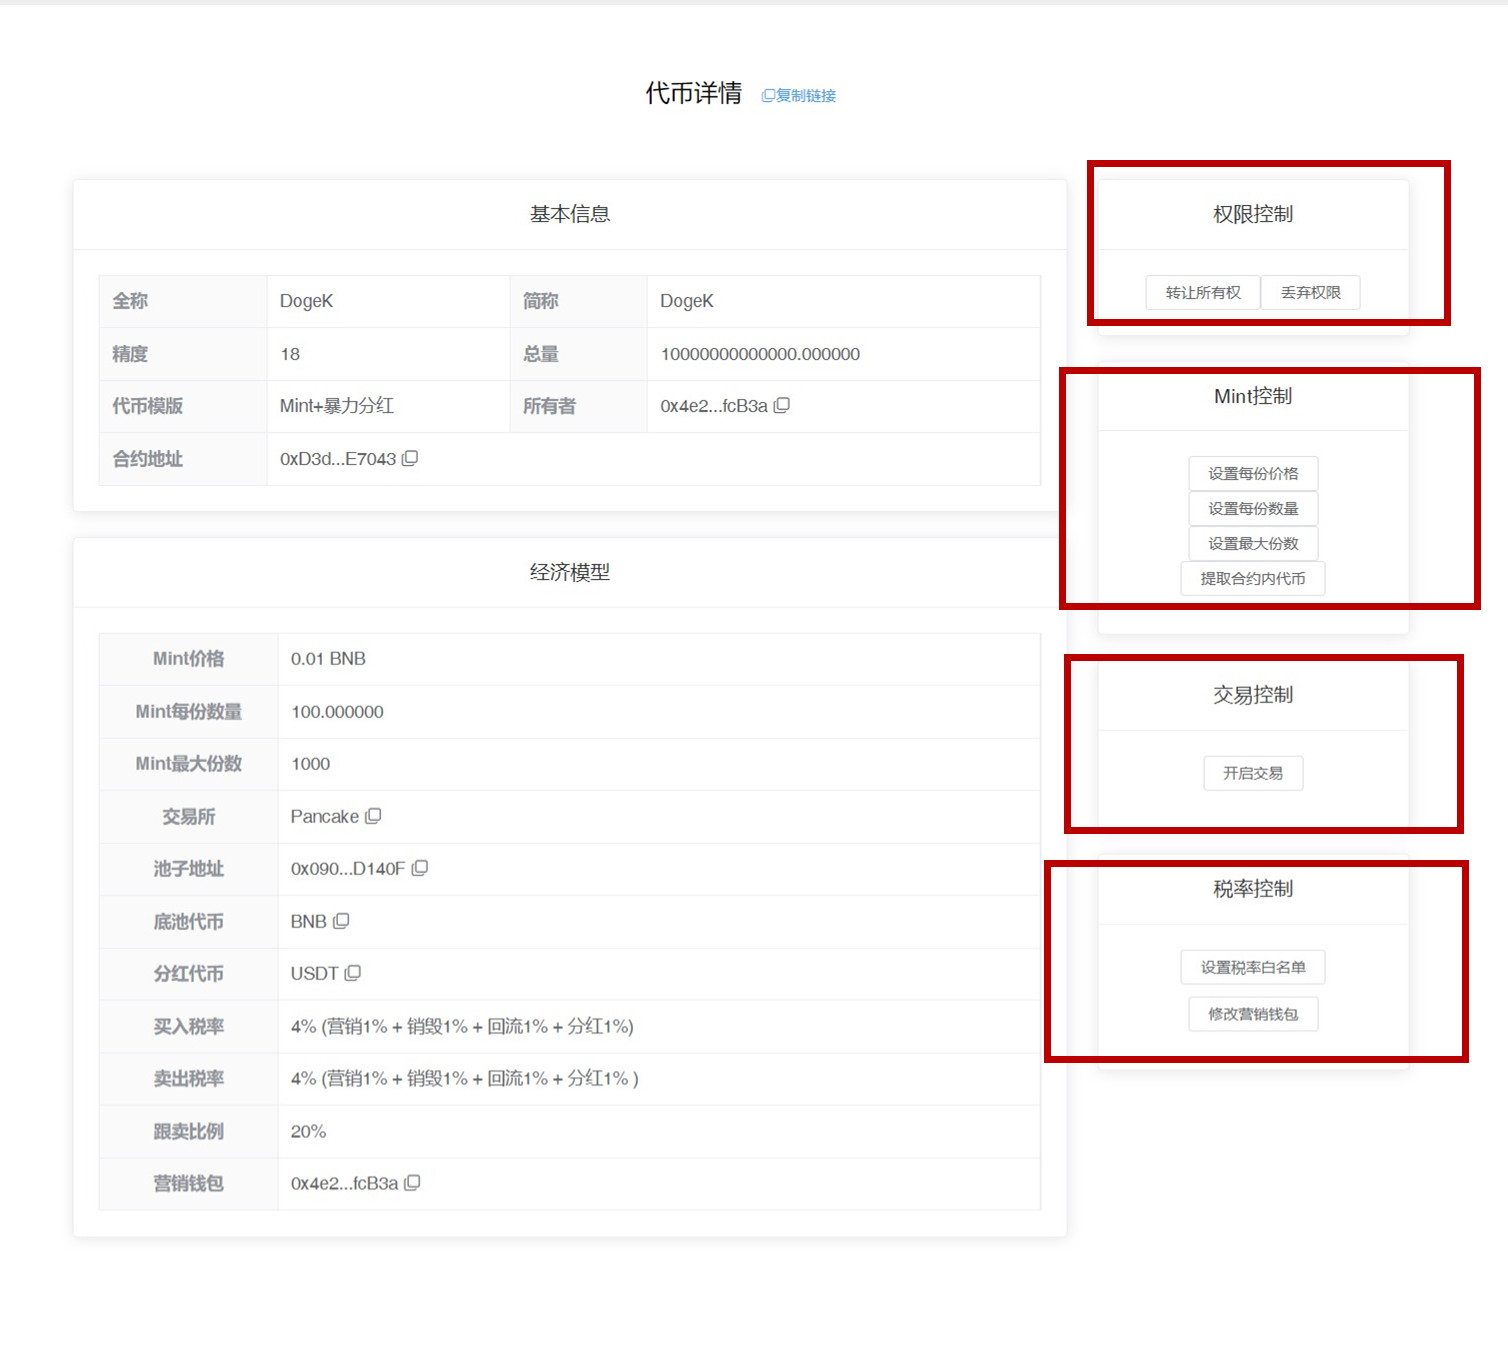 代币详情 复制链接
基本信息
全称 DogeK 简称 DogeK
精度 18 总量 10000000000000.000000
代币模版 Mint+暴力分红 所有者 0x4e2...fcB3a
合约地址 0xD3d...E7043
经济模型
Mint价格 0.01 BNB
Mint每份数量 100.000000
Mint最大份数 1000
交易所 Pancake
池子地址 0x090...D140F
底池代币 BNB
分红代币 USDT
买入税率 4% (营销1% + 销毁1% + 回流1% + 分红1%)
卖出税率 4% (营销1% + 销毁1% + 回流1% + 分红1% )
跟卖比例 20%
营销钱包 0x4e2...fcB3a
权限控制
转让所有权 丢弃权限
Mint控制
设置每份价格
设置每份数量
设置最大份数
提取合约内代币
交易控制
开启交易
税率控制
设置税率白名单
修改营销钱包